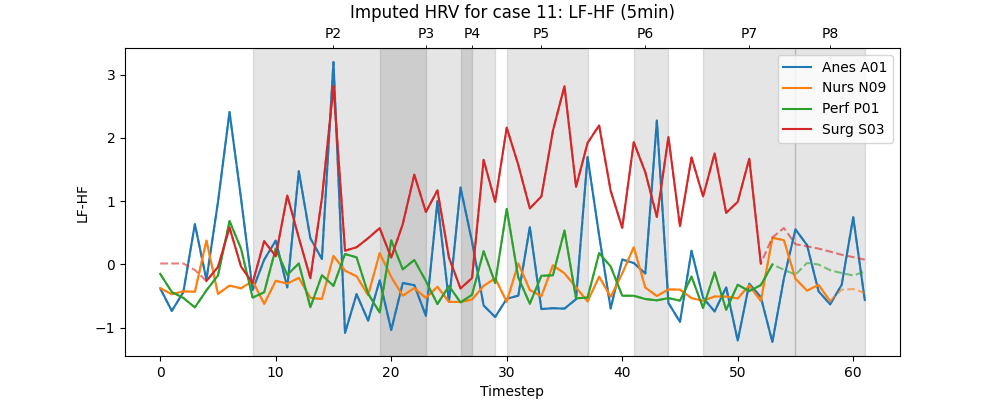 Imputed HRV for case 11: LF-HF (5min)
P2 P3 P4 P5 P6 P7 P8
Anes A01
Nurs N09
Perf P01
Surg S03
LF-HF
3
2
1
0
−1
0 10 20 30 40 50 60
Timestep